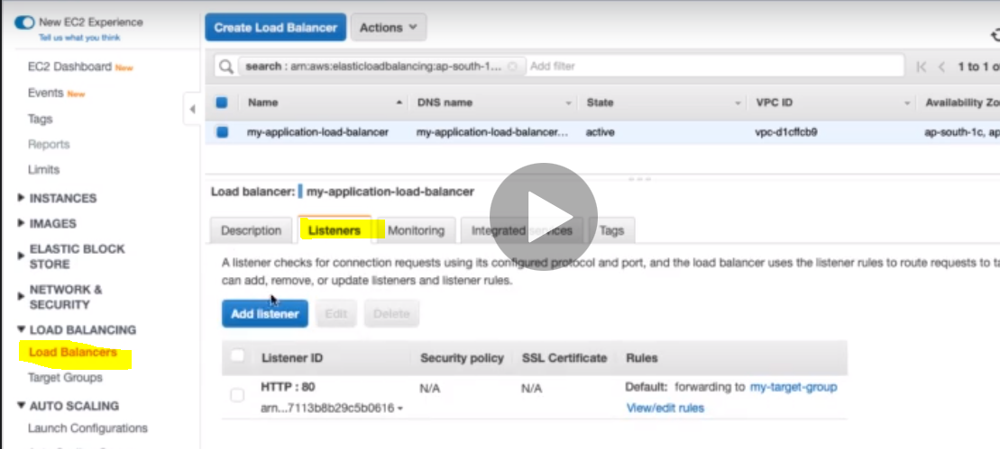 New EC2 Experience
Tell us what you think
EC2 Dashboard New
Events New
Tags
Reports
Limits
INSTANCES
IMAGES
ELASTIC BLOCK
STORE
NETWORK &
SECURITY
LOAD BALANCING
Load Balancers
Target Groups
AUTO SCALING
Launch Configurations
Create Load Balancer Actions
search : arn:aws:elasticloadbalancing:ap-south-1... Add filter
1 to 1 of
Name DNS name State VPC ID Availability Zo
my-application-load-balancer my-application-load-balancer... active vpc-d1cffcb9 ap-south-1c, ap
Load balancer: my-application-load-balancer
Description Listeners Monitoring Integrated services Tags
A listener checks for connection requests using its configured protocol and port, and the load balancer uses the listener rules to route requests to ta
can add, remove, or update listeners and listener rules.
Add listener Edit Delete
Listener ID Security policy SSL Certificate Rules
HTTP : 80 N/A N/A Default: forwarding to my-target-group
arn...7113b8b29c5b0616 View/edit rules